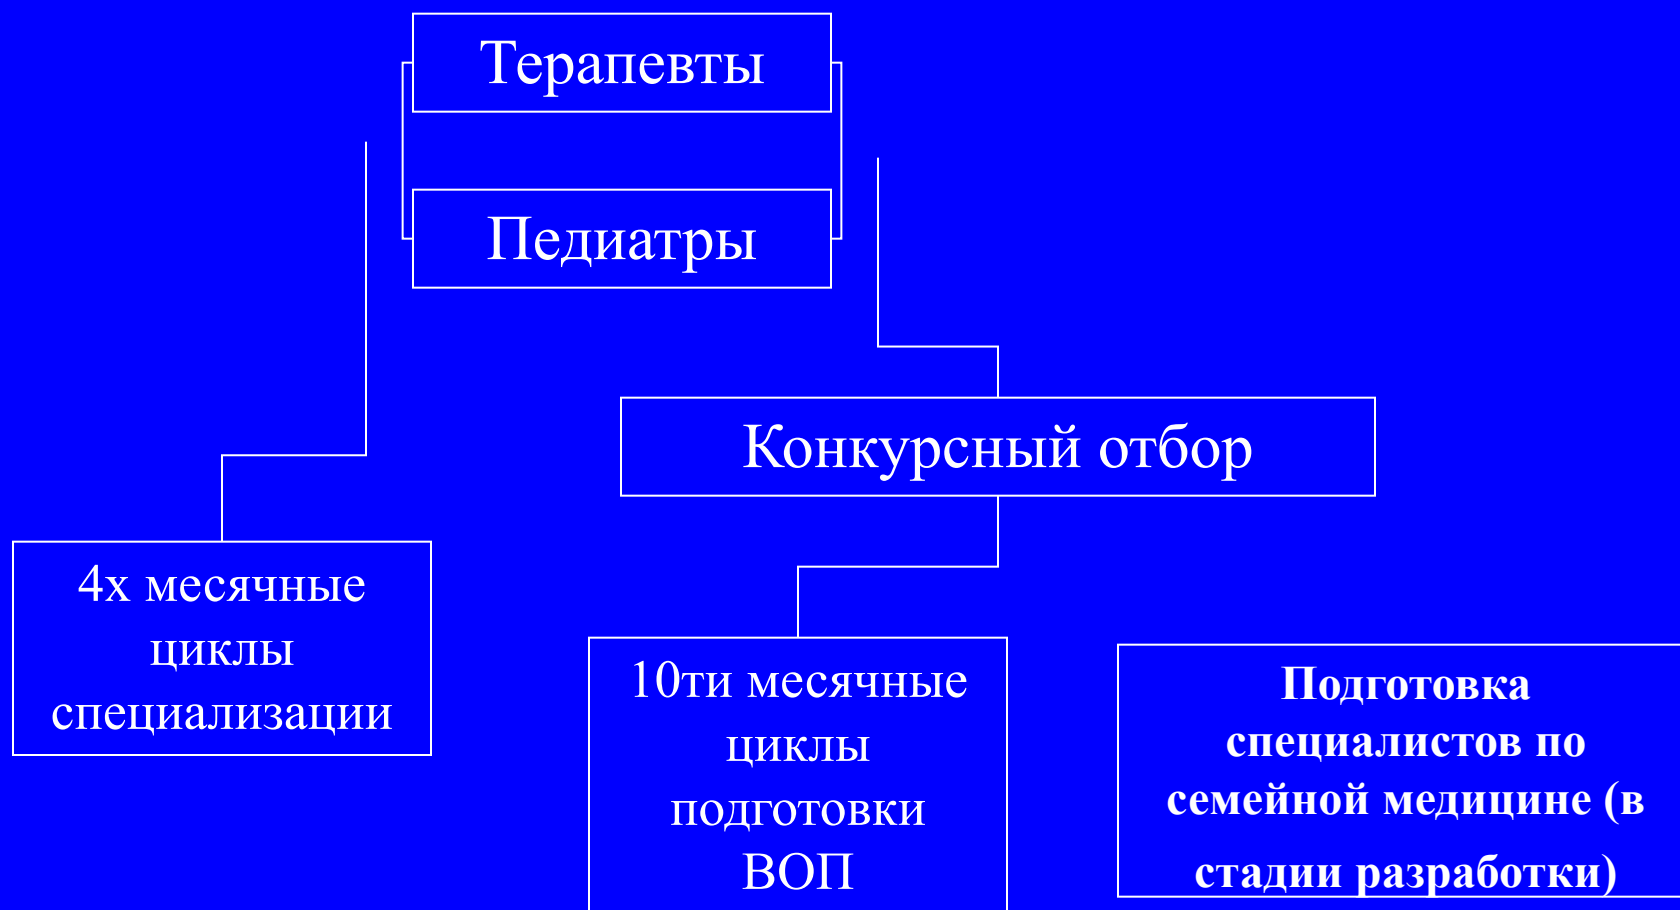 Терапевты
Педиатры
Конкурсный отбор
4х месячные
циклы
специализации
10ти месячные
циклы
подготовки
ВОП
Подготовка
специалистов по
семейной медицине (в
стадии разработки)